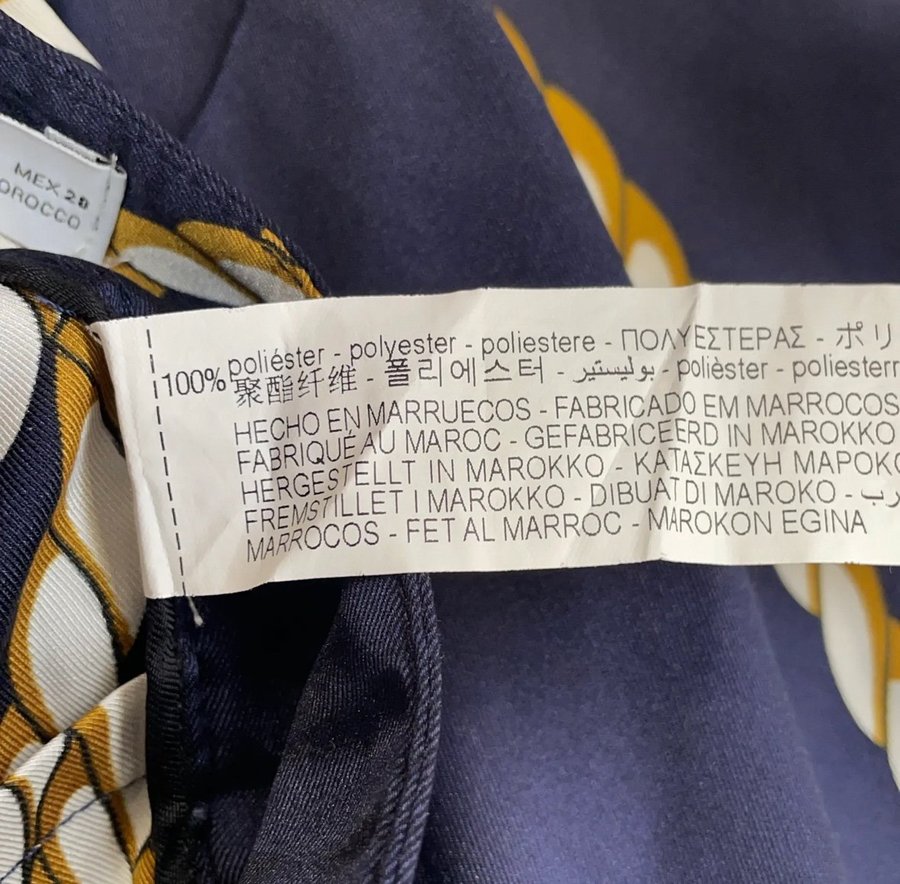 MEX 28
OROCCO
100% poliéster - polyester - poliestere - ΠΟΛΥΕΣΤΕΡΑΣ - ポリ
聚酯纤维 - 폴리에스터 - بوليستير - polièster - poliesterr
HECHO EN MARRUECOS - FABRICADO EM MARROCOS
FABRIQUÉ AU MAROC - GEFABRICEERD IN MAROKKO
HERGESTELLT IN MAROKKO - ΚΑΤΑΣΚΕΥΗ ΜΑΡΟΚΟ
FREMSTILLET I MAROKKO - DIBUAT DI MAROKO -
MARROCOS - FET AL MARROC - MAROKON EGINA